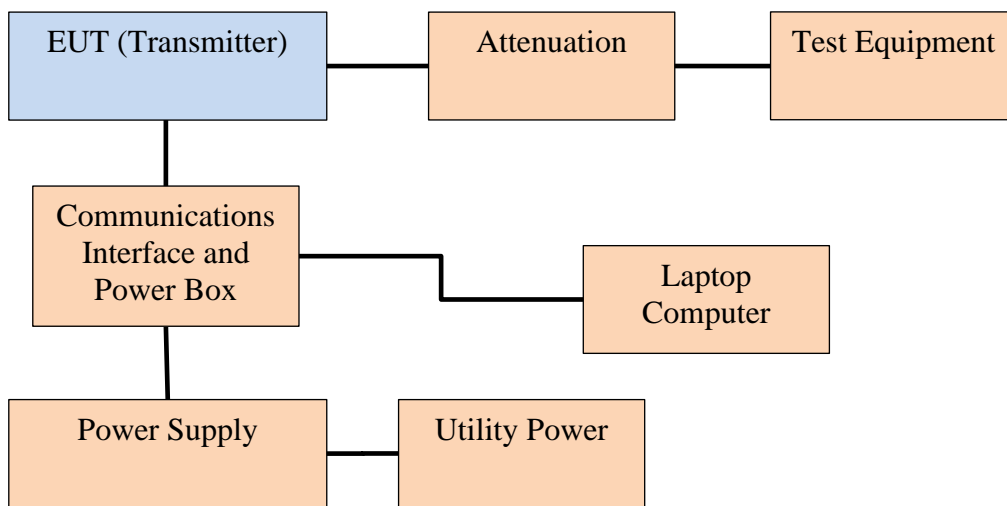 EUT (Transmitter)
Attenuation
Test Equipment
Communications
Interface and
Power Box
Laptop
Computer
Power Supply
Utility Power